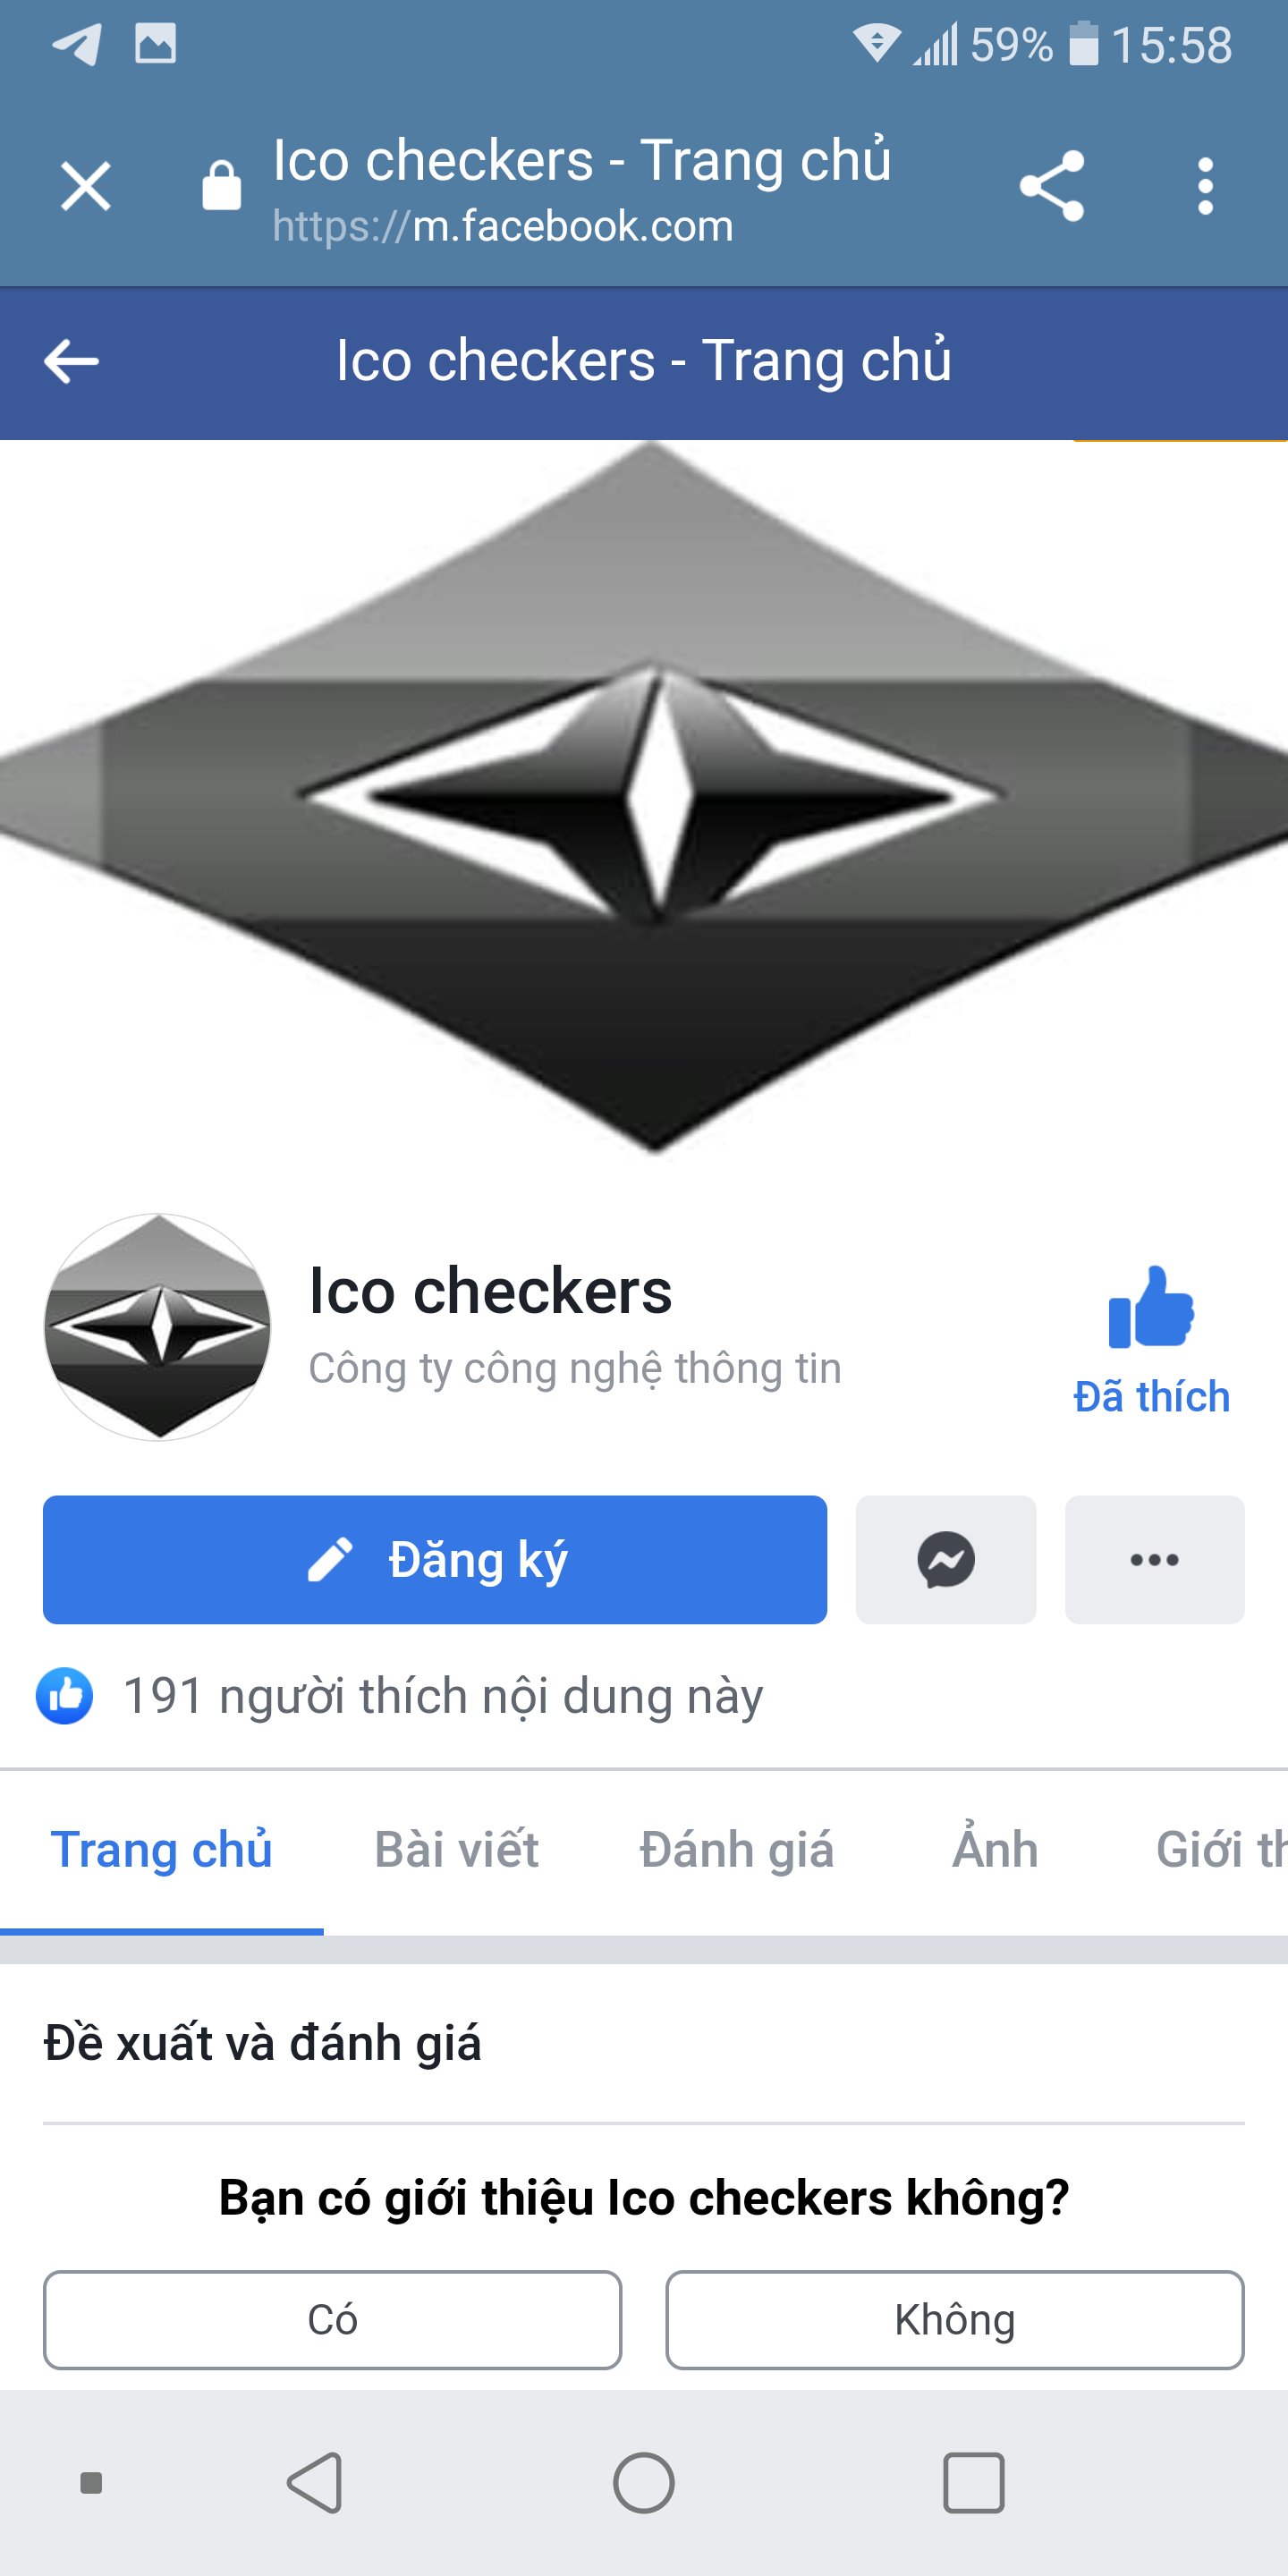 59% 15:58
Ico checkers - Trang chủ
https://m.facebook.com
Ico checkers - Trang chủ
Ico checkers
Công ty công nghệ thông tin
Đã thích
Đăng ký
191 người thích nội dung này
Trang chủ Bài viết Đánh giá Ảnh Giới th
Đề xuất và đánh giá
Bạn có giới thiệu Ico checkers không?
Có Không